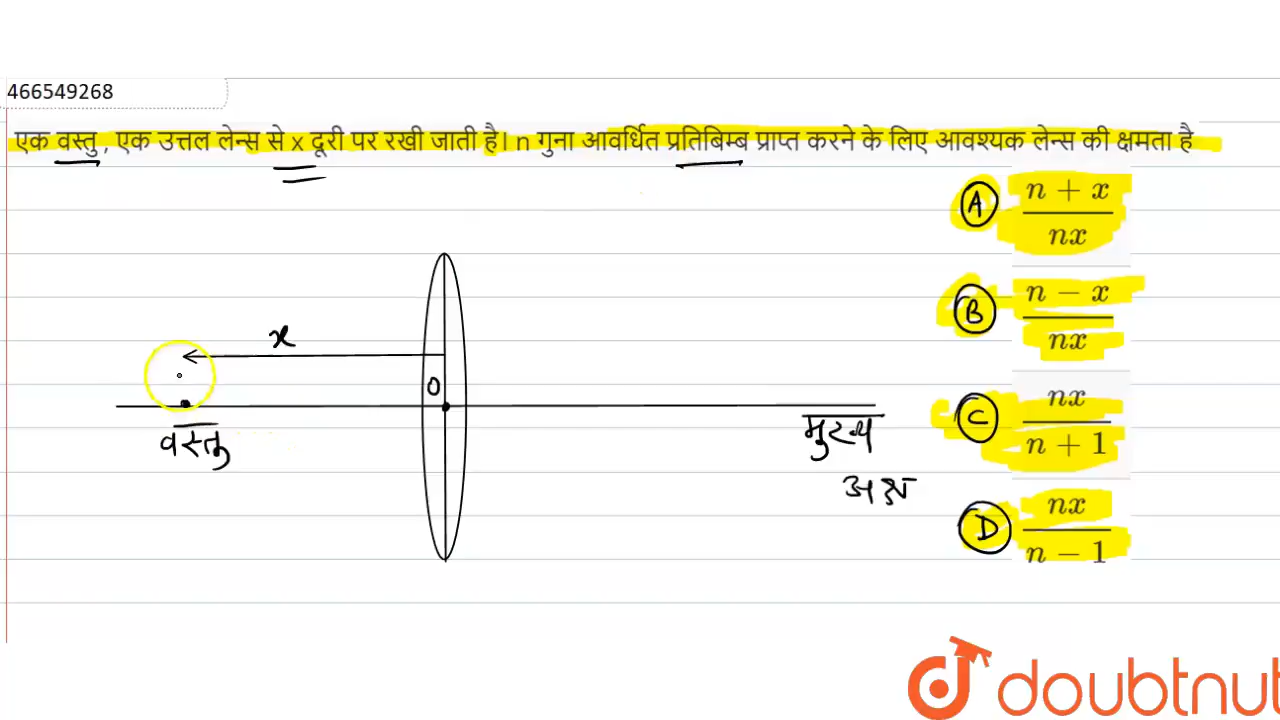 466549268
एक वस्तु , एक उत्तल लेन्स से x दूरी पर रखी जाती है। n गुना आवर्धित प्रतिबिम्ब प्राप्त करने के लिए आवश्यक लेन्स की क्षमता है
A n + x / nx
B n − x / nx
C nx / n + 1
D nx / n − 1
x
O
वस्तु
मुख्य
अक्ष
doubtnut